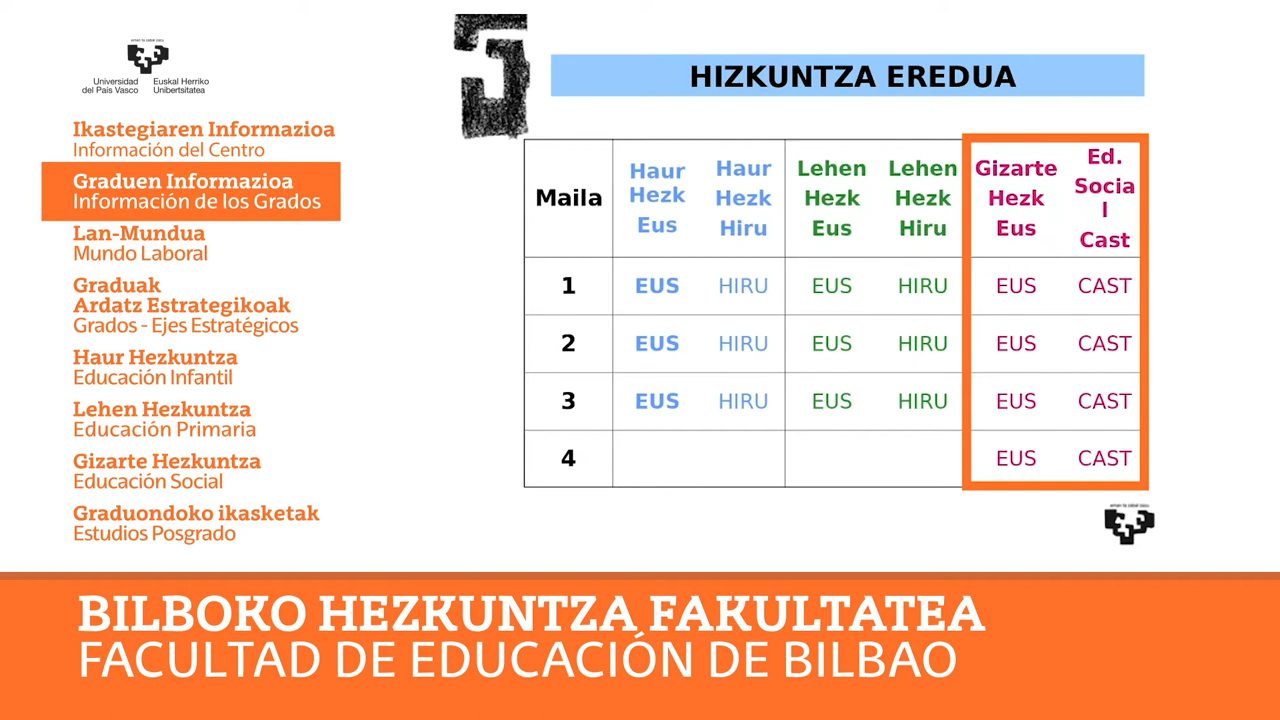 Universidad
del País Vasco
Euskal Herriko
Unibertsitatea
Ikastegiaren Informazioa
Información del Centro
Graduen Informazioa
Información de los Grados
Lan-Mundua
Mundo Laboral
Graduak
Ardatz Estrategikoak
Grados - Ejes Estratégicos
Haur Hezkuntza
Educación Infantil
Lehen Hezkuntza
Educación Primaria
Gizarte Hezkuntza
Educación Social
Graduondoko ikasketak
Estudios Posgrado
HIZKUNTZA EREDUA
Maila
Haur
Hezk
Eus
Haur
Hezk
Hiru
Lehen
Hezk
Eus
Lehen
Hezk
Hiru
Gizarte
Hezk
Eus
Ed.
Socia
l
Cast
1 EUS HIRU EUS HIRU EUS CAST
2 EUS HIRU EUS HIRU EUS CAST
3 EUS HIRU EUS HIRU EUS CAST
4 EUS CAST
BILBOKO HEZKUNTZA FAKULTATEA
FACULTAD DE EDUCACIÓN DE BILBAO